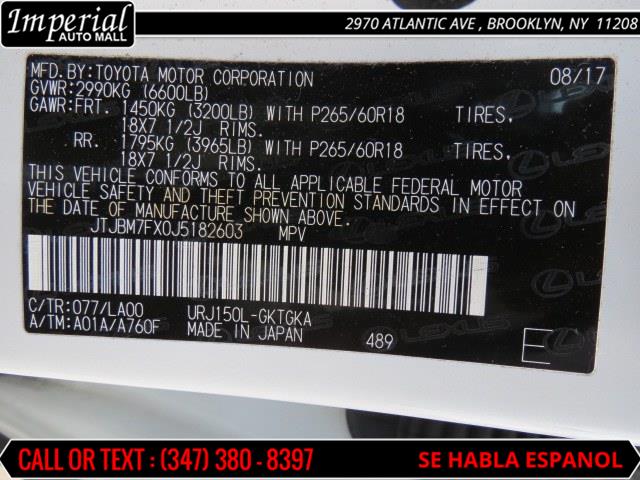 Imperial
AUTO MALL
2970 ATLANTIC AVE , BROOKLYN, NY 11208
MFD.BY:TOYOTA MOTOR CORPORATION 08/17
GVWR:2990KG (6600LB)
GAWR:FRT. 1450KG (3200LB) WITH P265/60R18 TIRES,
18X7 1/2J RIMS.
RR. 1795KG (3965LB) WITH P265/60R18 TIRES,
18X7 1/2J RIMS.
THIS VEHICLE CONFORMS TO ALL APPLICABLE FEDERAL MOTOR
VEHICLE SAFETY AND THEFT PREVENTION STANDARDS IN EFFECT ON
THE DATE OF MANUFACTURE SHOWN ABOVE.
JTJBM7FX0J5182603 MPV
C/TR:077/LA00 URJ150L-GKTGKA
A/TM:A01A/A760F MADE IN JAPAN 489 E
LEXUS
CALL OR TEXT : (347) 380 - 8397 SE HABLA ESPANOL